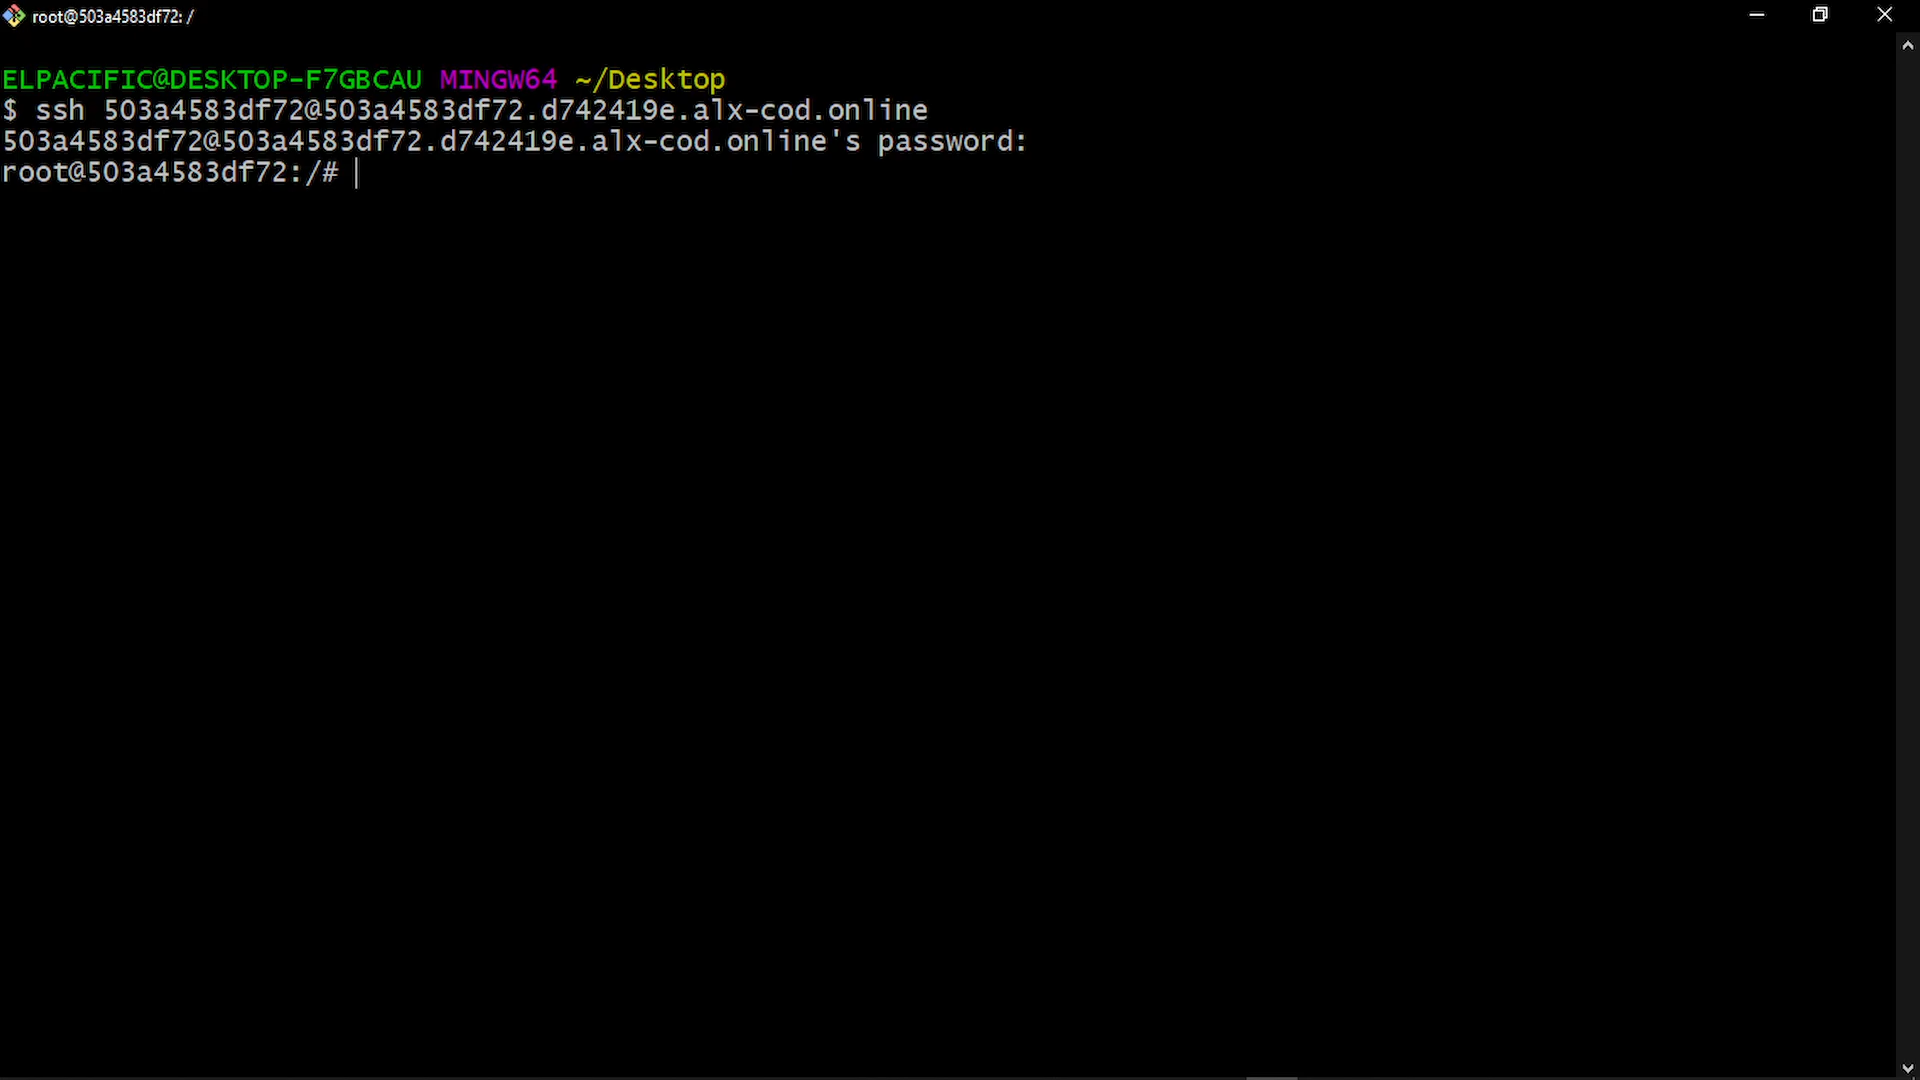 root@503a4583df72: /
ELPACIFIC@DESKTOP-F7GBCAU MINGW64 ~/Desktop
$ ssh 503a4583df72@503a4583df72.d742419e.alx-cod.online
503a4583df72@503a4583df72.d742419e.alx-cod.online's password:
root@503a4583df72:/#